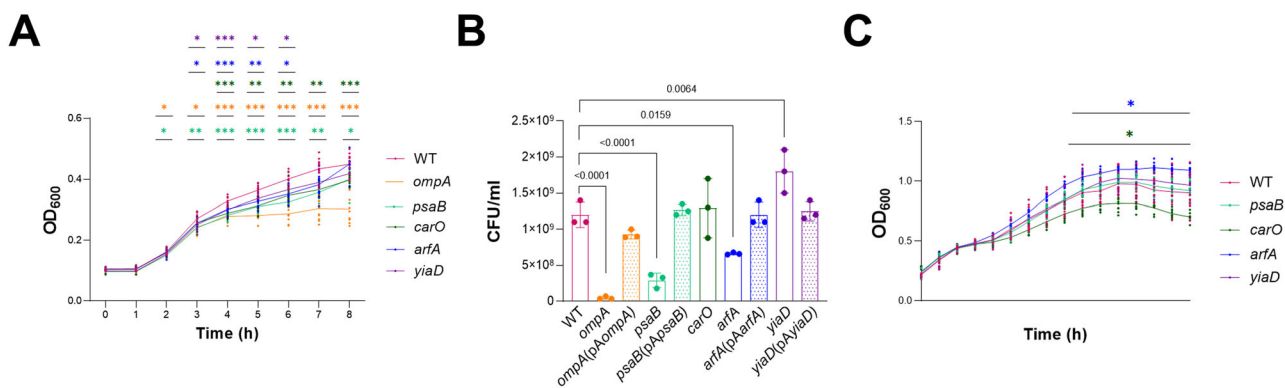 A
* *** * *
* *** ** *
*** ** ** ** ***
* * *** *** *** *** ***
* ** *** *** *** ** *
0.6
0.4
0.2
0.0
OD600
0 1 2 3 4 5 6 7 8
Time (h)
WT
ompA
psaB
carO
arfA
yiaD
B
0.0064
0.0159
<0.0001
<0.0001
2.5×10⁹
2×10⁹
1.5×10⁹
1×10⁹
5×10⁸
0
CFU/ml
WT
ompA
ompA(pAompA)
psaB
psaB(pApsaB)
carO
arfA
arfA(pAarfA)
yiaD
yiaD(pAyiaD)
C
*
*
1.5
1.0
0.5
0.0
OD600
Time (h)
WT
psaB
carO
arfA
yiaD